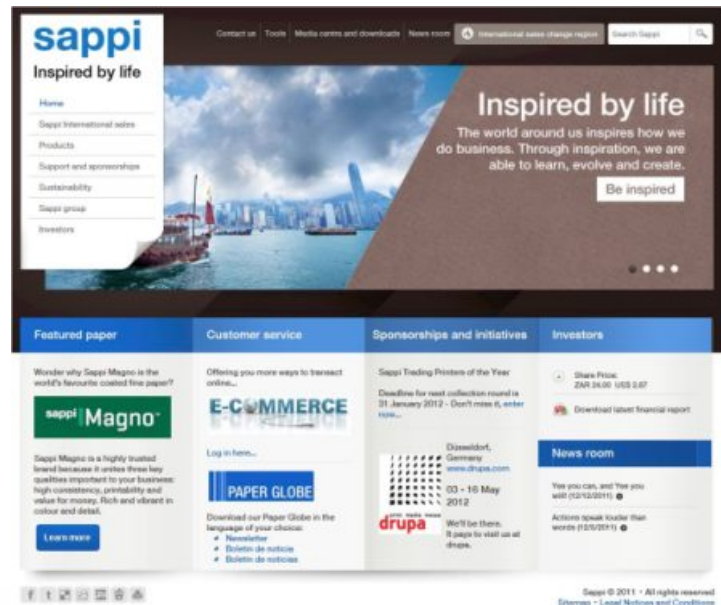 sappi
Inspired by life
Home
Sappi International sales
Products
Support and sponsorships
Sustainability
Sappi group
Investors
Contact us
Tools
Media centre and downloads
News room
International sales change region
Search Sappi
Inspired by life
The world around us inspires how we
do business. Through inspiration, we are
able to learn, evolve and create.
Be inspired
Featured paper
Wonder why Sappi Magno is the
world's favourite coated fine paper?
sappi Magno™
Sappi Magno is a highly trusted
brand because it unites three key
qualities important to your business:
high consistency, printability and
value for money. Rich and vibrant in
colour and detail.
Learn more
Customer service
Offering you more ways to transact
online...
E-COMMERCE
Log in here...
PAPER GLOBE
Download our Paper Globe in the
language of your choice:
Newsletter
Boletin de noticia
Boletim de noticias
Sponsorships and initiatives
Sappi Trading Printers of the Year
Deadline for next collection round is
31 January 2012 - Don't miss it, enter
now...
print media messe
drupa
Düsseldorf,
Germany
www.drupa.com
03 - 16 May
2012
We'll be there.
It pays to visit us at
drupa.
Investors
Share Price:
ZAR 24.00 US$ 2.87
Download latest financial report
News room
Yes you can, and Yes you
will! (12/12/2011)
Actions speak louder than
words (12/5/2011)
Sappi © 2011 • All rights reserved
Sitemap • Legal Notices and Conditions